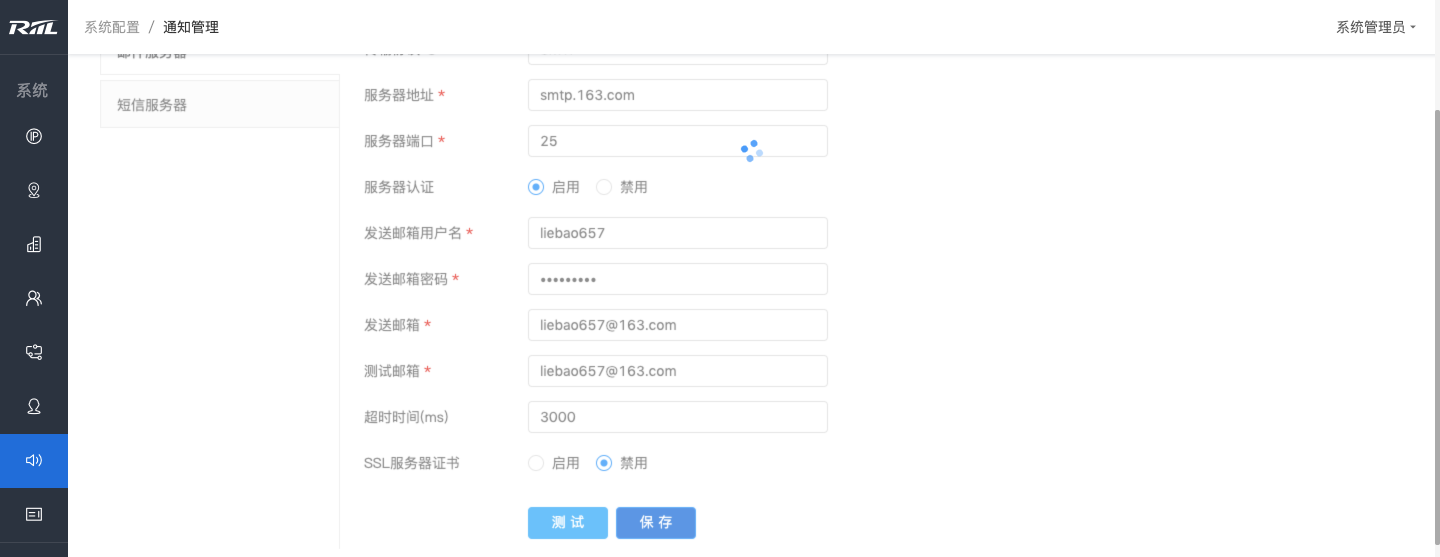 RIIL
系统配置 / 通知管理
系统管理员
系统
邮件服务器
短信服务器
服务器地址 * smtp.163.com
服务器端口 * 25
服务器认证 启用 禁用
发送邮箱用户名 * liebao657
发送邮箱密码 * •••••••••
发送邮箱 * liebao657@163.com
测试邮箱 * liebao657@163.com
超时时间(ms) 3000
SSL服务器证书 启用 禁用
测 试 保 存